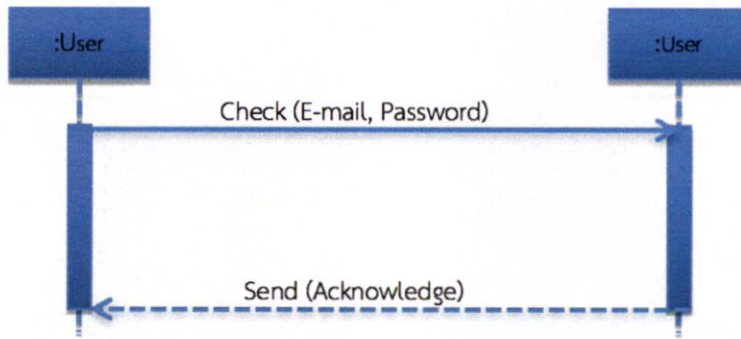 :User
:User
Check (E-mail, Password)
Send (Acknowledge)